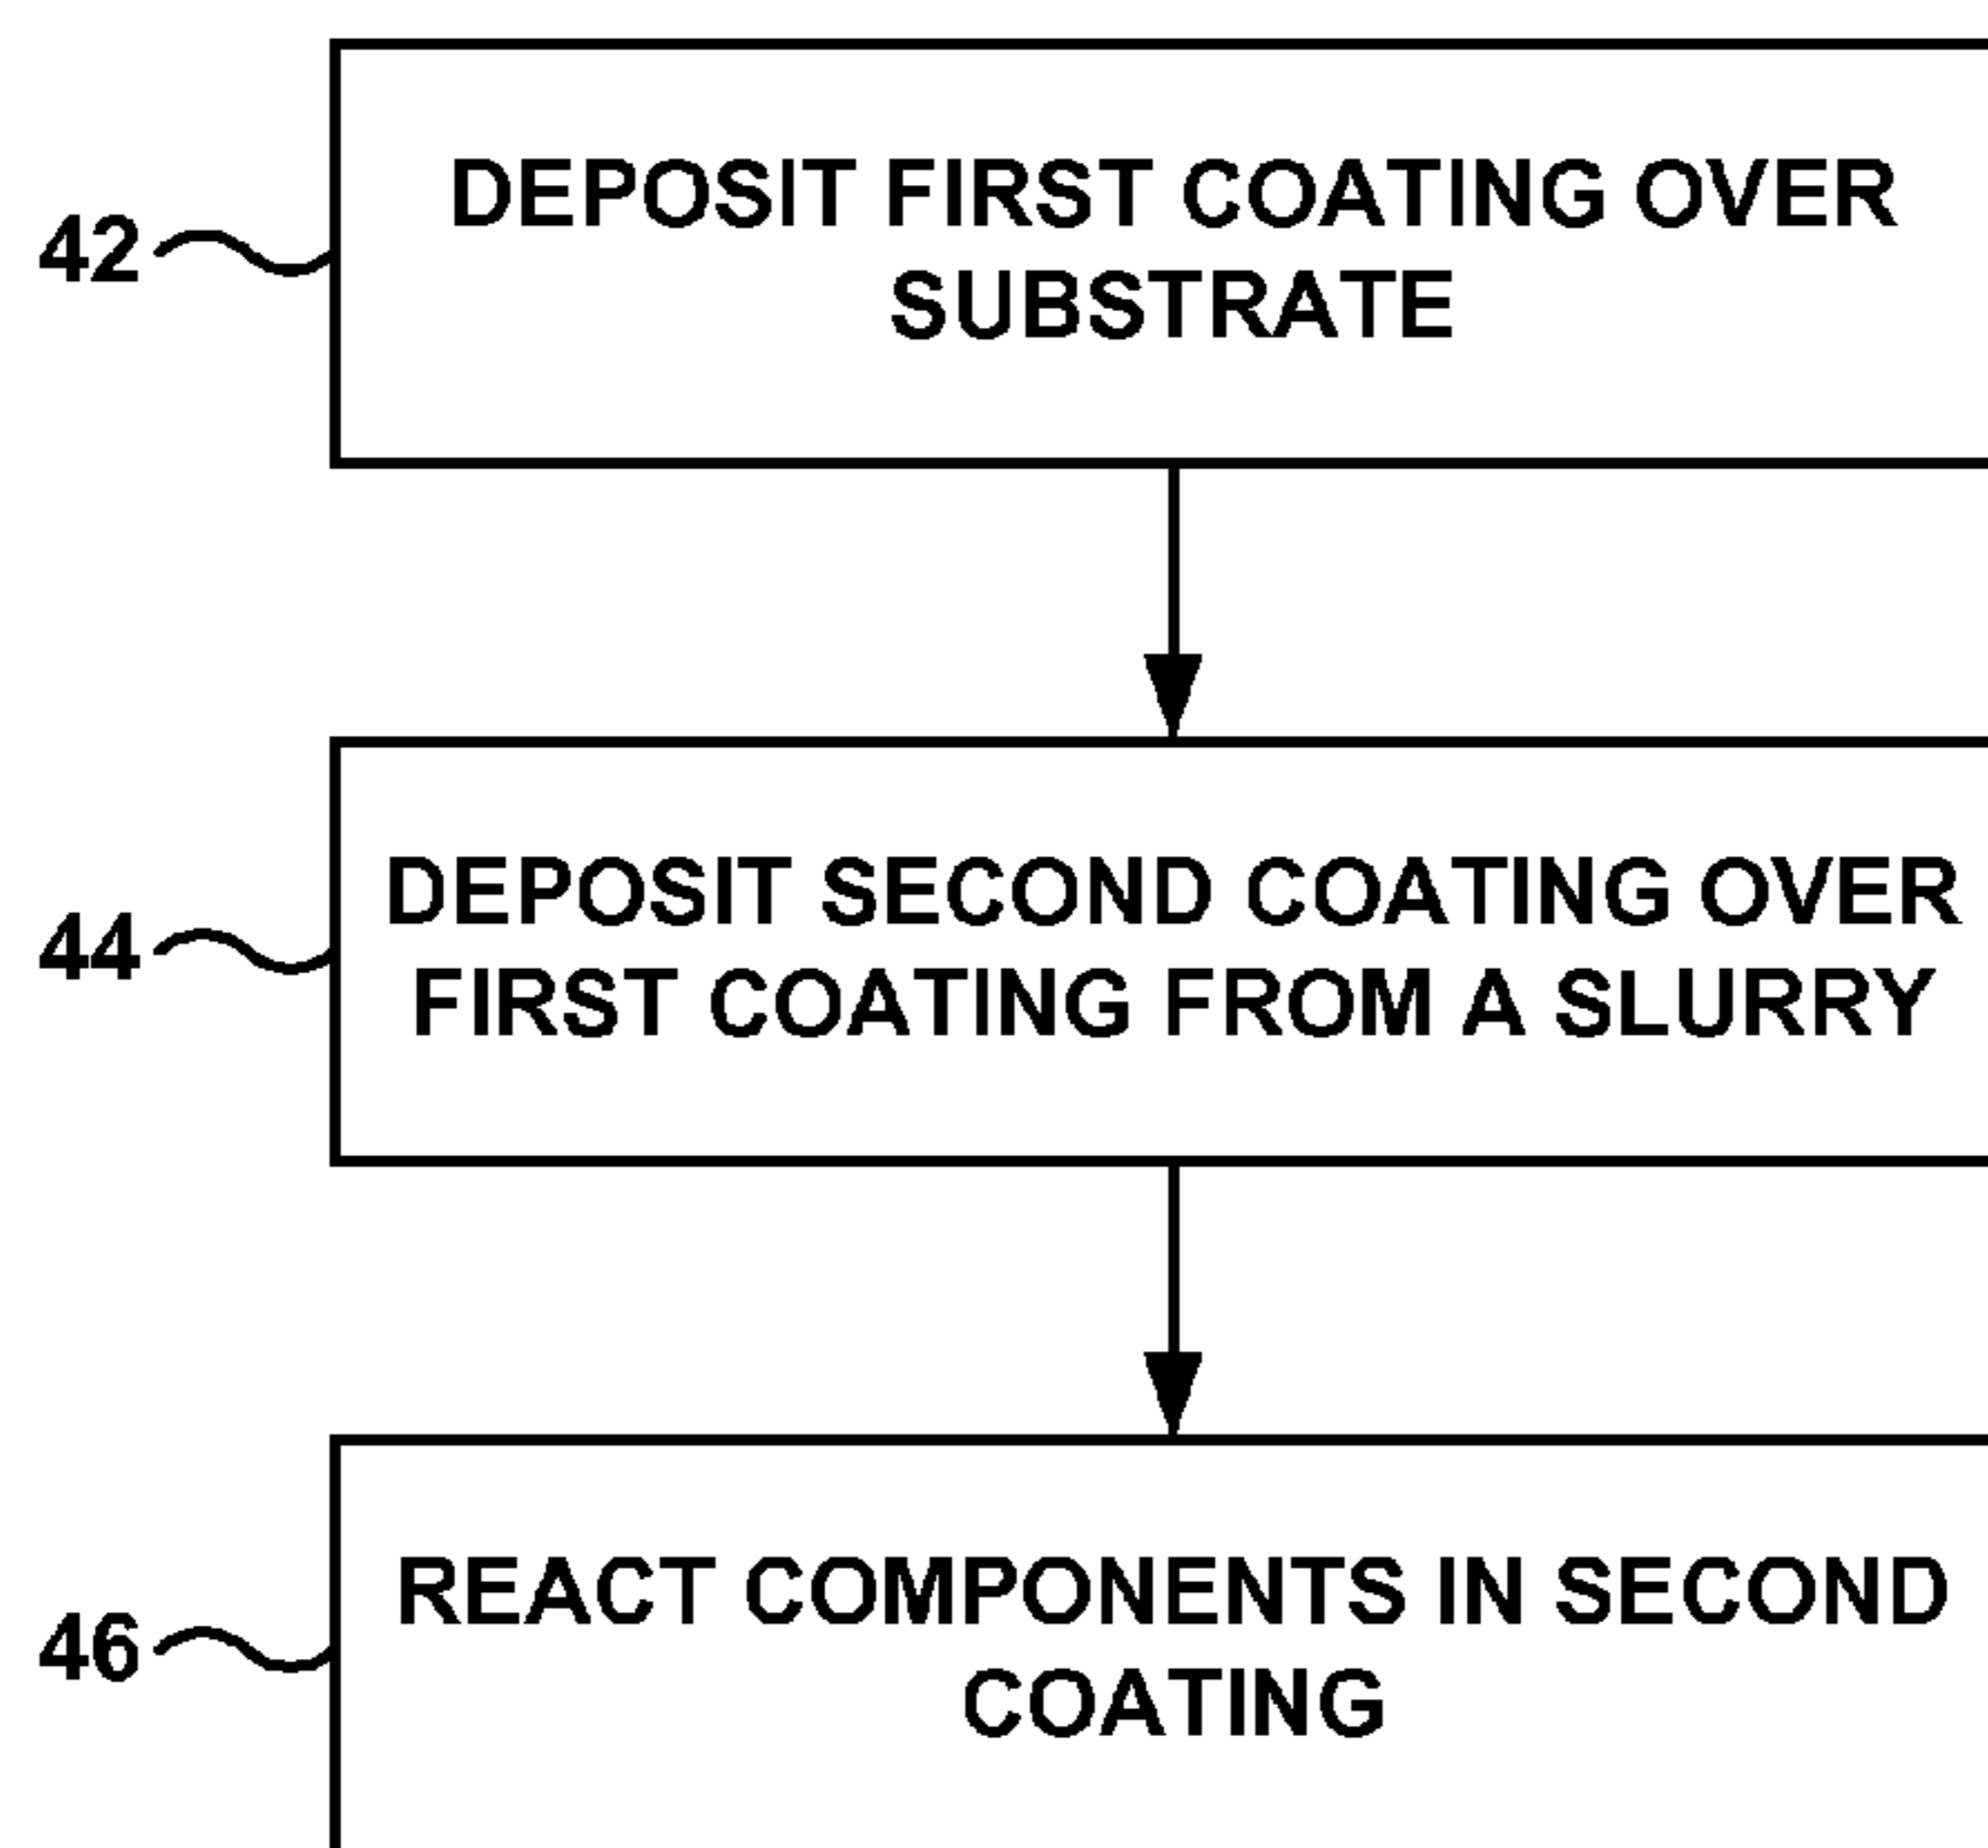 DEPOSIT FIRST COATING OVER
SUBSTRATE
42
DEPOSIT SECOND COATING OVER
FIRST COATING FROM A SLURRY
44
REACT COMPONENTS IN SECOND
COATING
46